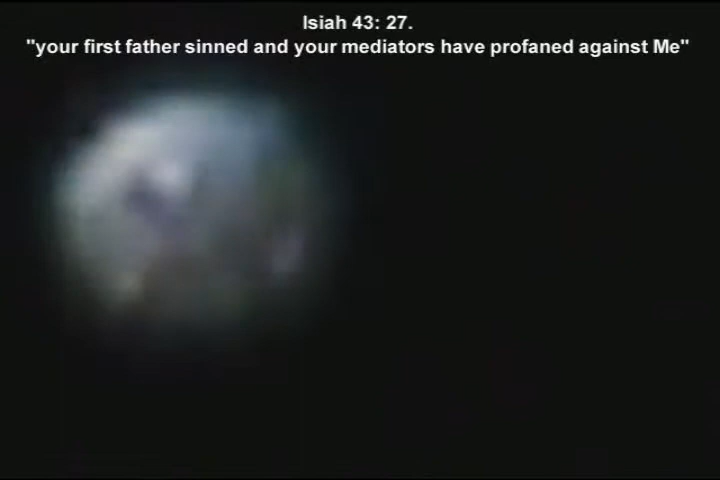 Isiah 43: 27.
"your first father sinned and your mediators have profaned against Me"